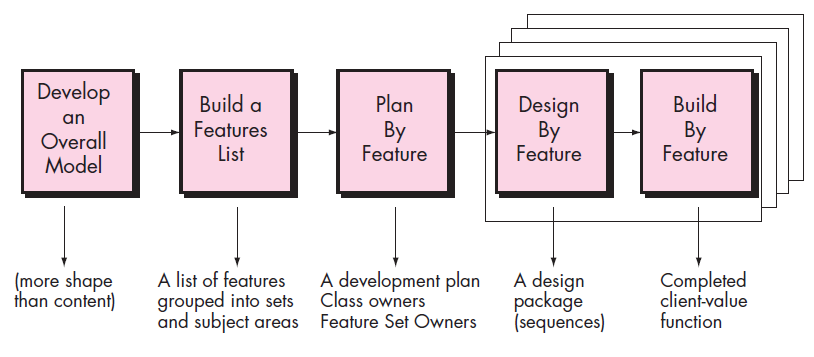 Develop
an
Overall
Model
Build a
Features
List
Plan
By
Feature
Design
By
Feature
Build
By
Feature
(more shape
than content)
A list of features
grouped into sets
and subject areas
A development plan
Class owners
Feature Set Owners
A design
package
(sequences)
Completed
client-value
function